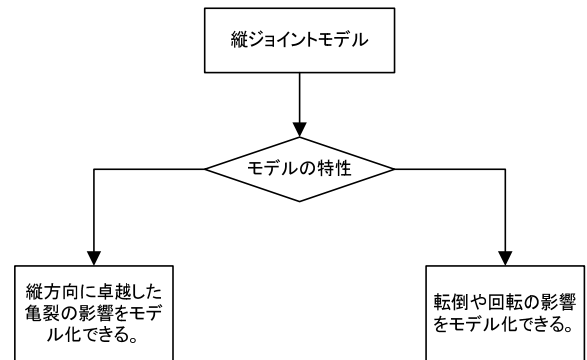 縦ジョイントモデル
モデルの特性
縦方向に卓越した
亀裂の影響をモデ
ル化できる。
転倒や回転の影響
をモデル化できる。